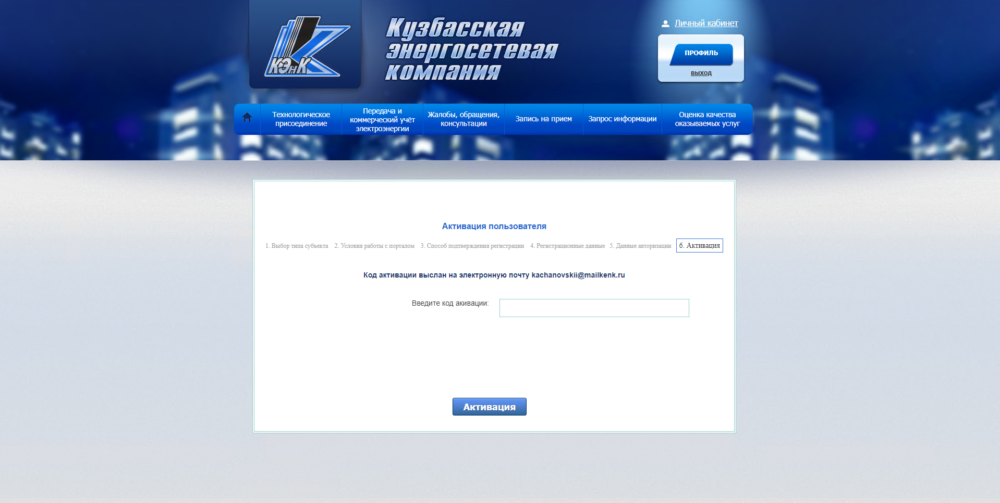 КЭнК
Кузбасская
энергосетевая
компания
Личный кабинет
ПРОФИЛЬ
выход
Технологическое
присоединение
Передача и
коммерческий учёт
электроэнергии
Жалобы, обращения,
консультации
Запись на прием
Запрос информации
Оценка качества
оказываемых услуг
Активация пользователя
1. Выбор типа субъекта 2. Условия работы с порталом 3. Способ подтверждения регистрации 4. Регистрационные данные 5. Данные авторизации 6. Активация
Код активации выслан на электронную почту kachanovskii@mailkenk.ru
Введите код акивации:
Активация